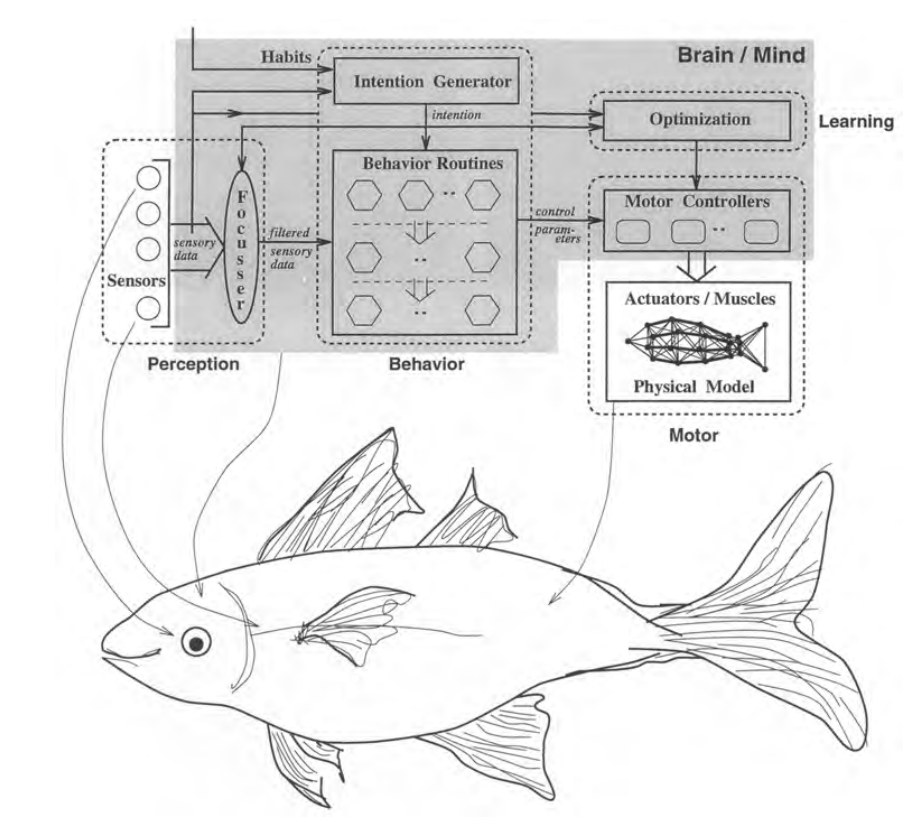 Brain / Mind
Habits
Intention Generator
intention
Optimization
Learning
Behavior Routines
Motor Controllers
control
param-
eters
F
o
c
u
s
s
e
r
sensory
data
filtered
sensory
data
Sensors
Actuators / Muscles
Physical Model
Perception
Behavior
Motor